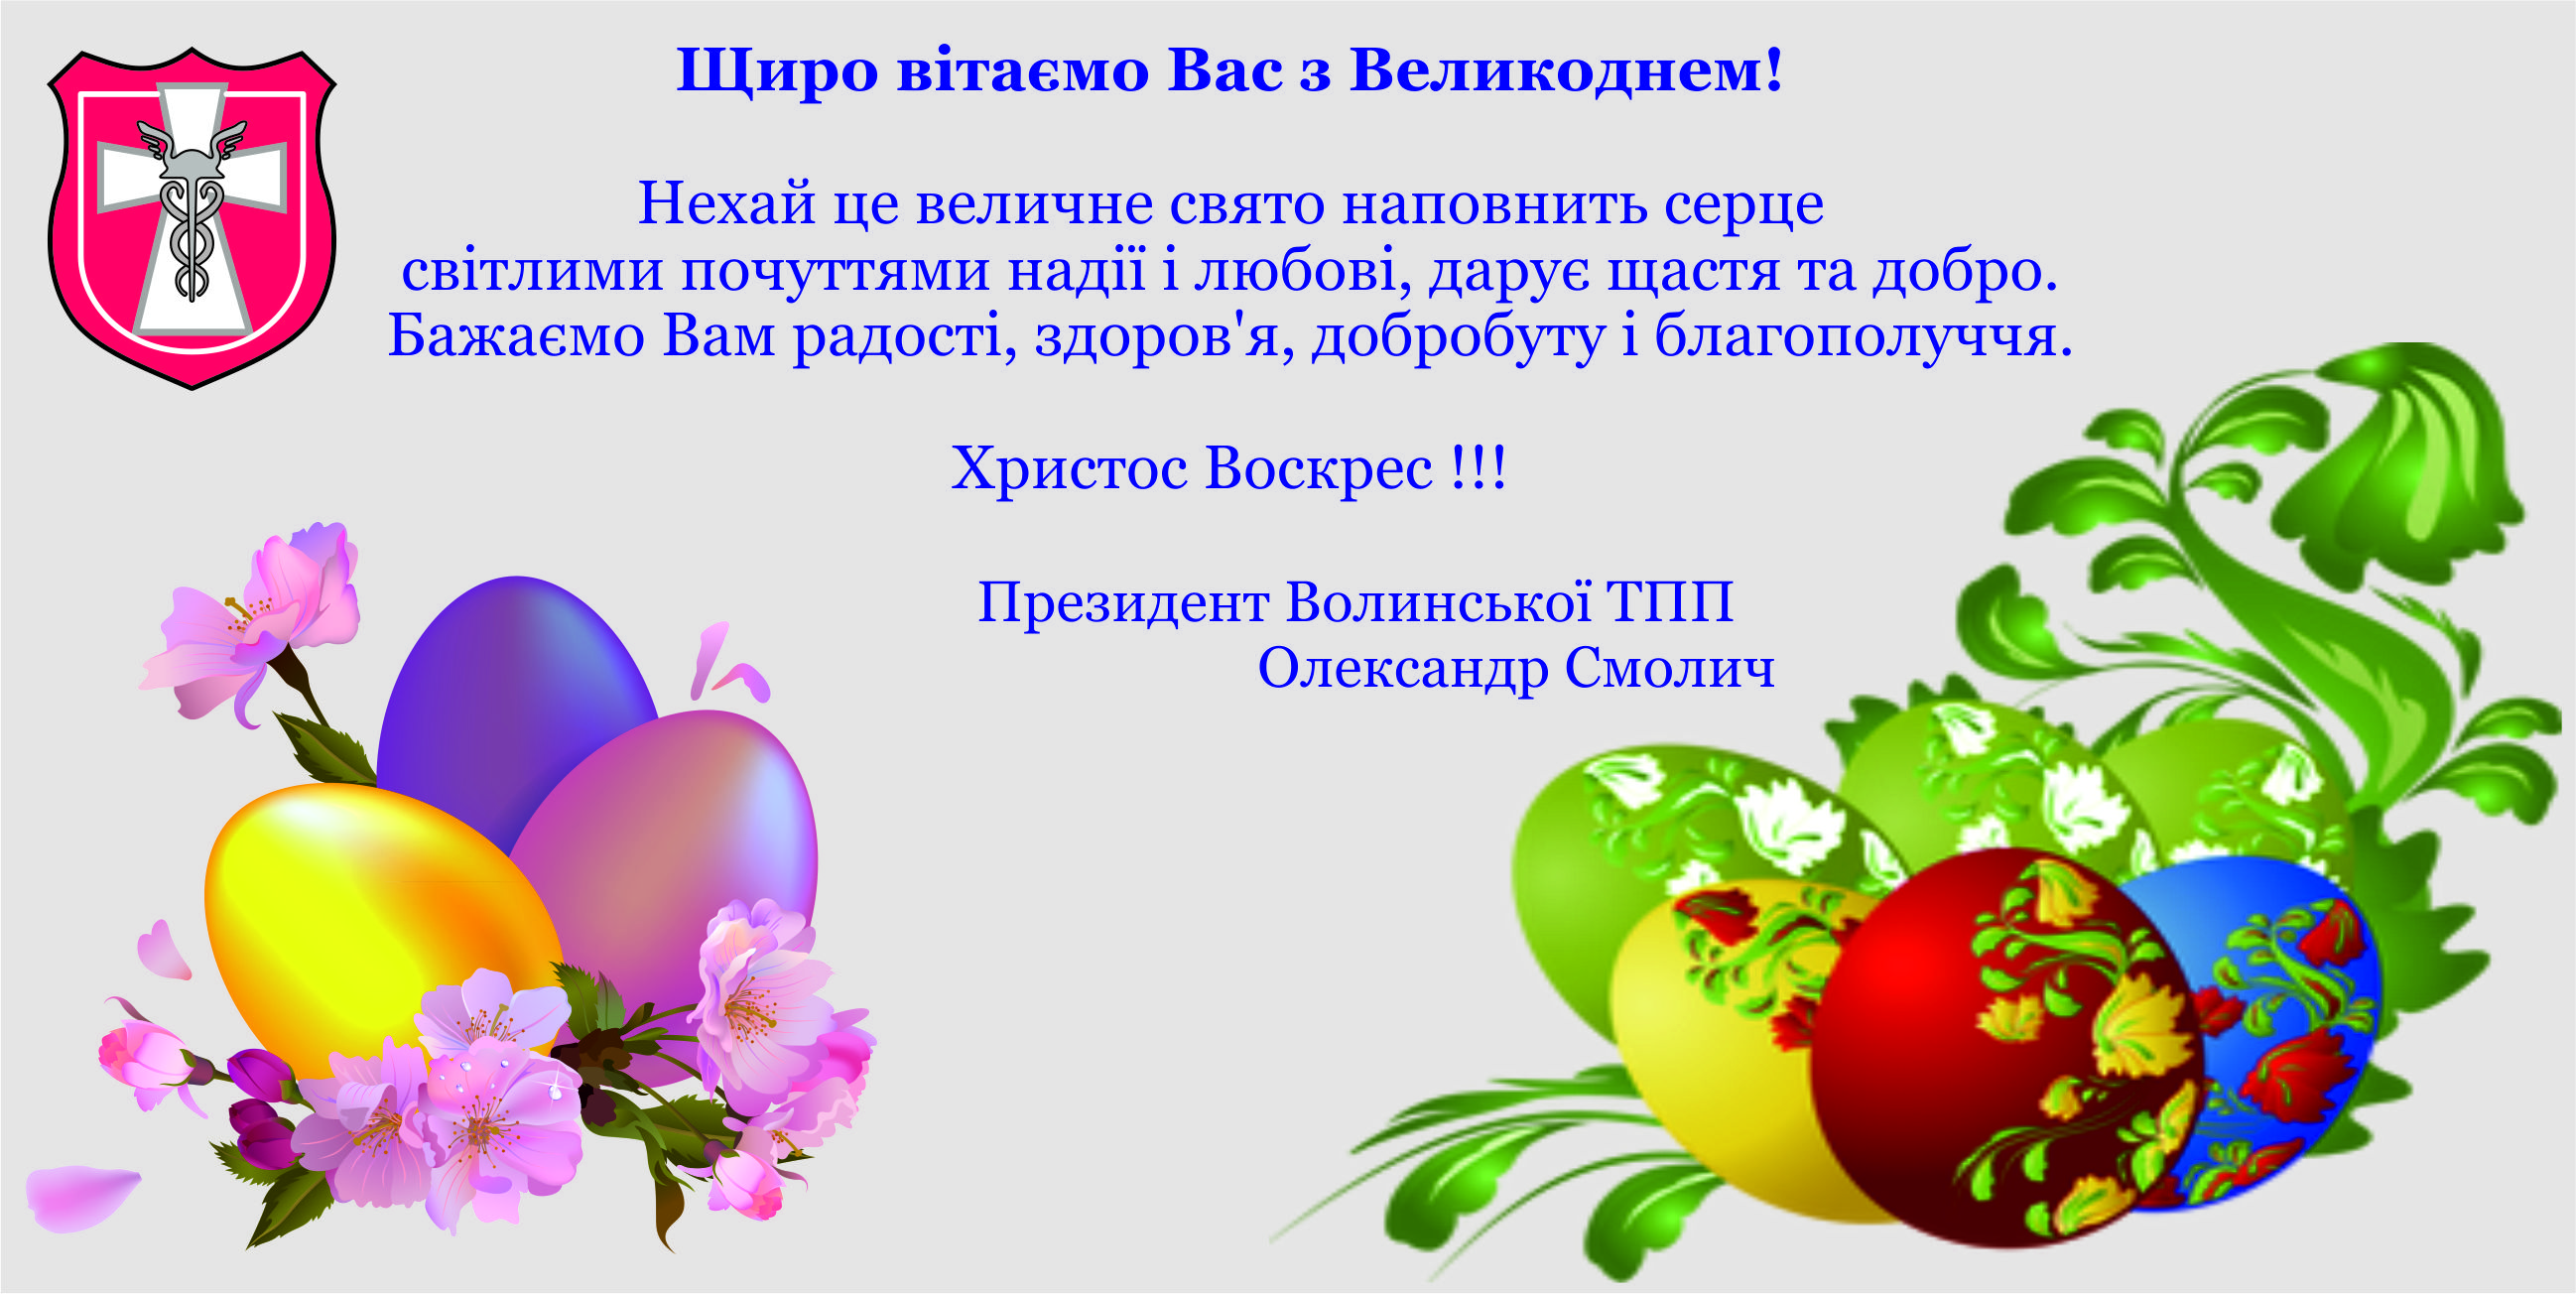 Щиро вітаємо Вас з Великоднем!
Нехай це величне свято наповнить серце
світлими почуттями надії і любові, дарує щастя та добро.
Бажаємо Вам радості, здоров'я, добробуту і благополуччя.
Христос Воскрес !!!
Президент Волинської ТПП
Олександр Смолич